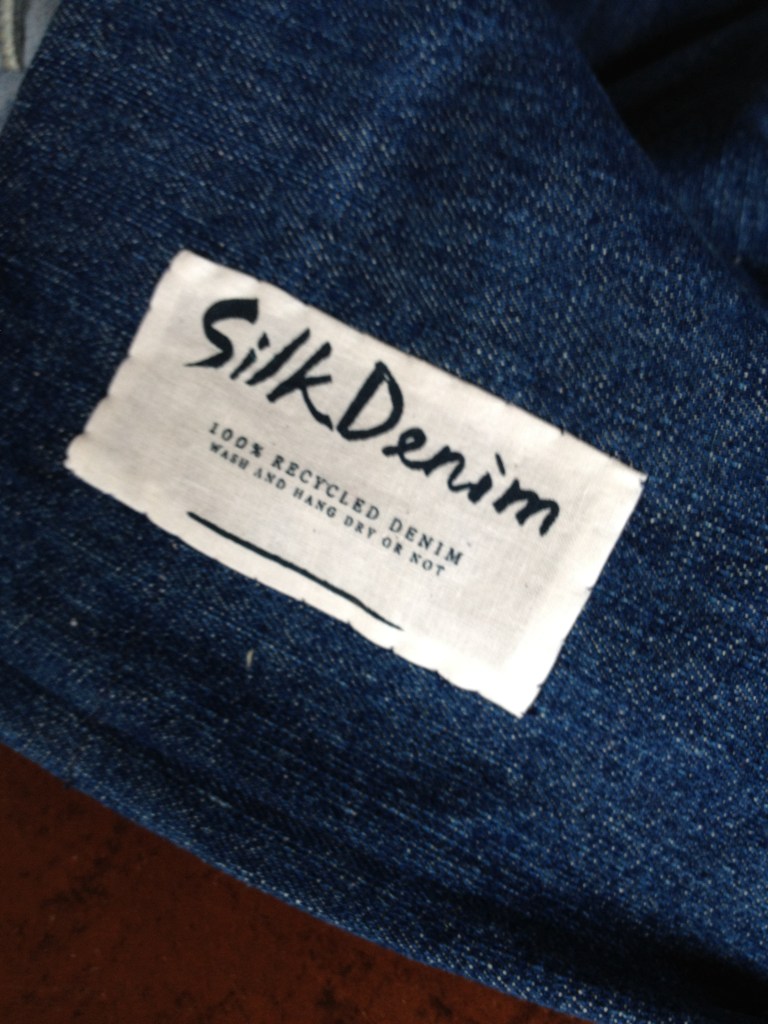 SilkDenim
100% RECYCLED DENIM
WASH AND HANG DRY OR NOT